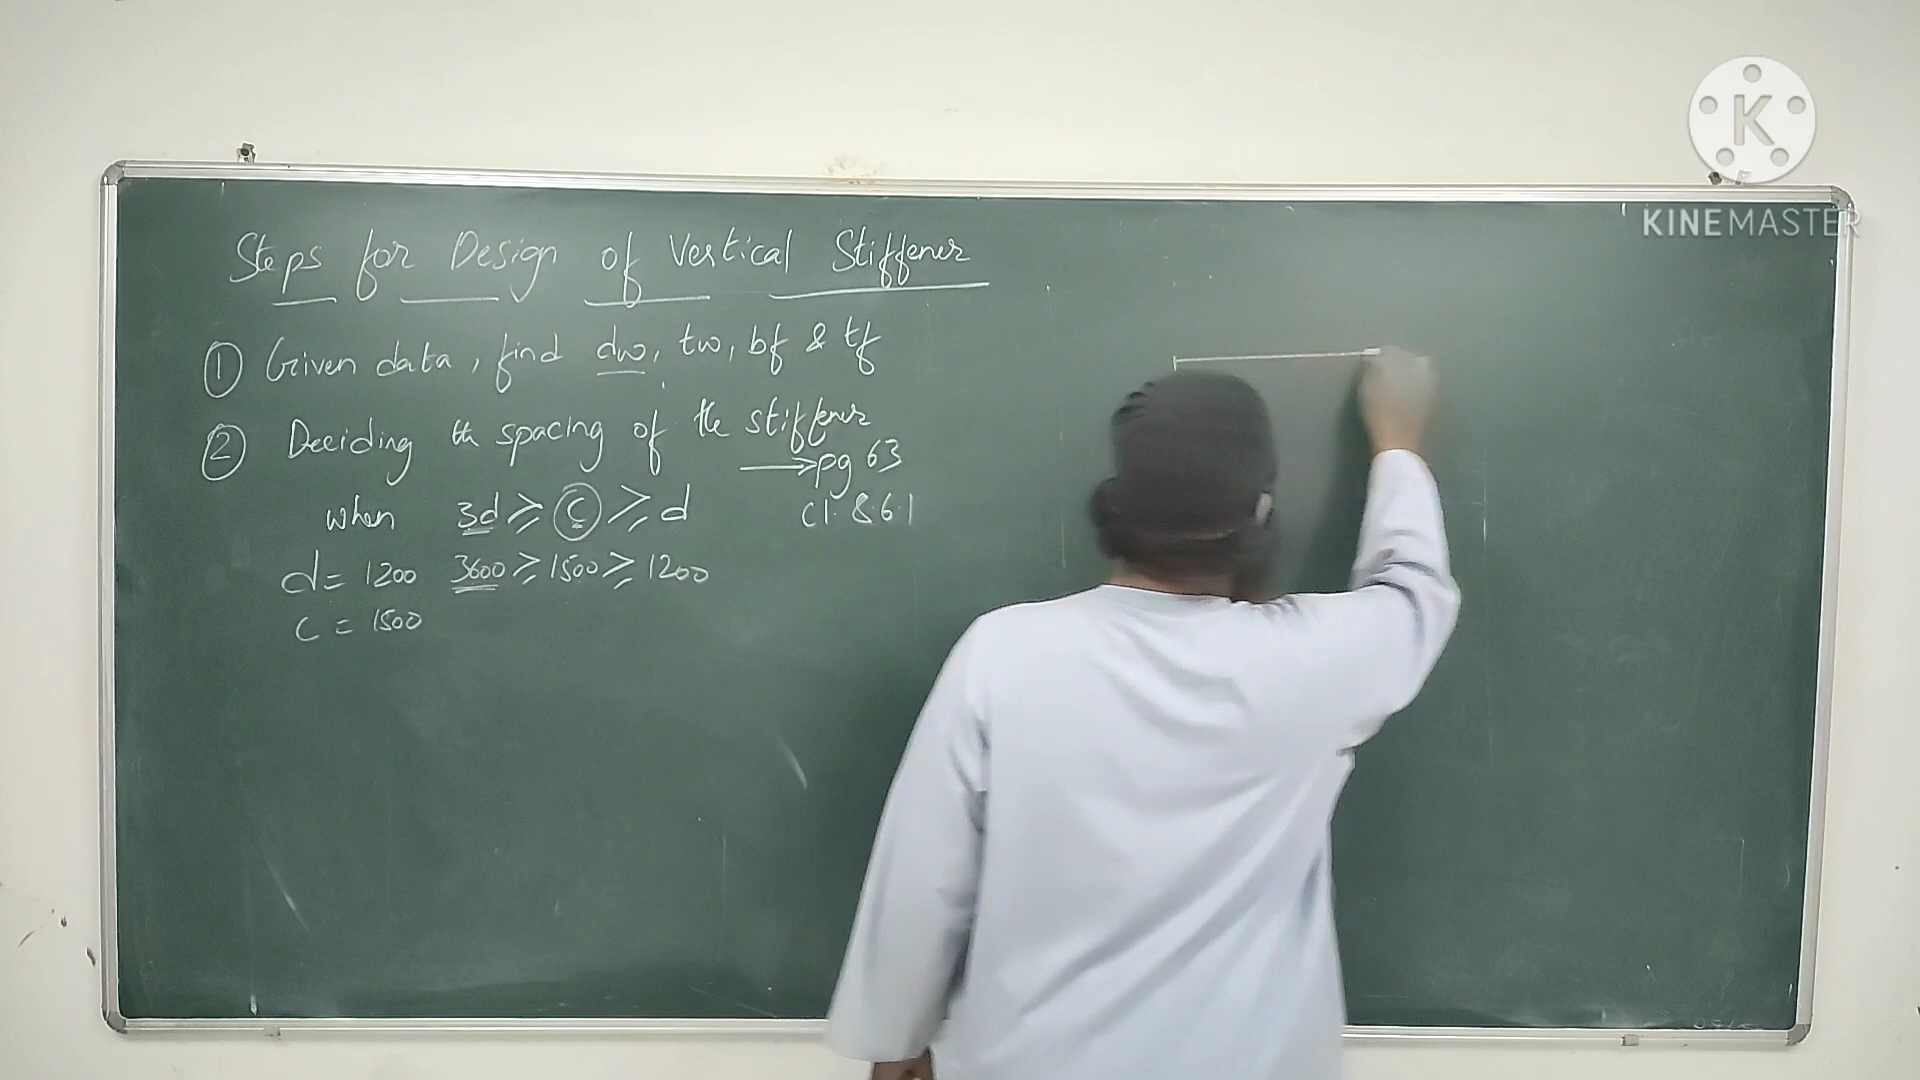 Steps for Design of Vertical Stiffener
① Given data, find dw, tw, bf & tf
② Deciding the spacing of the stiffener
→ pg 63
when 3d ⩾ C ⩾ d cl. 8.6.1
d = 1200 3600 ⩾ 1500 ⩾ 1200
c = 1500
K
KINEMASTER